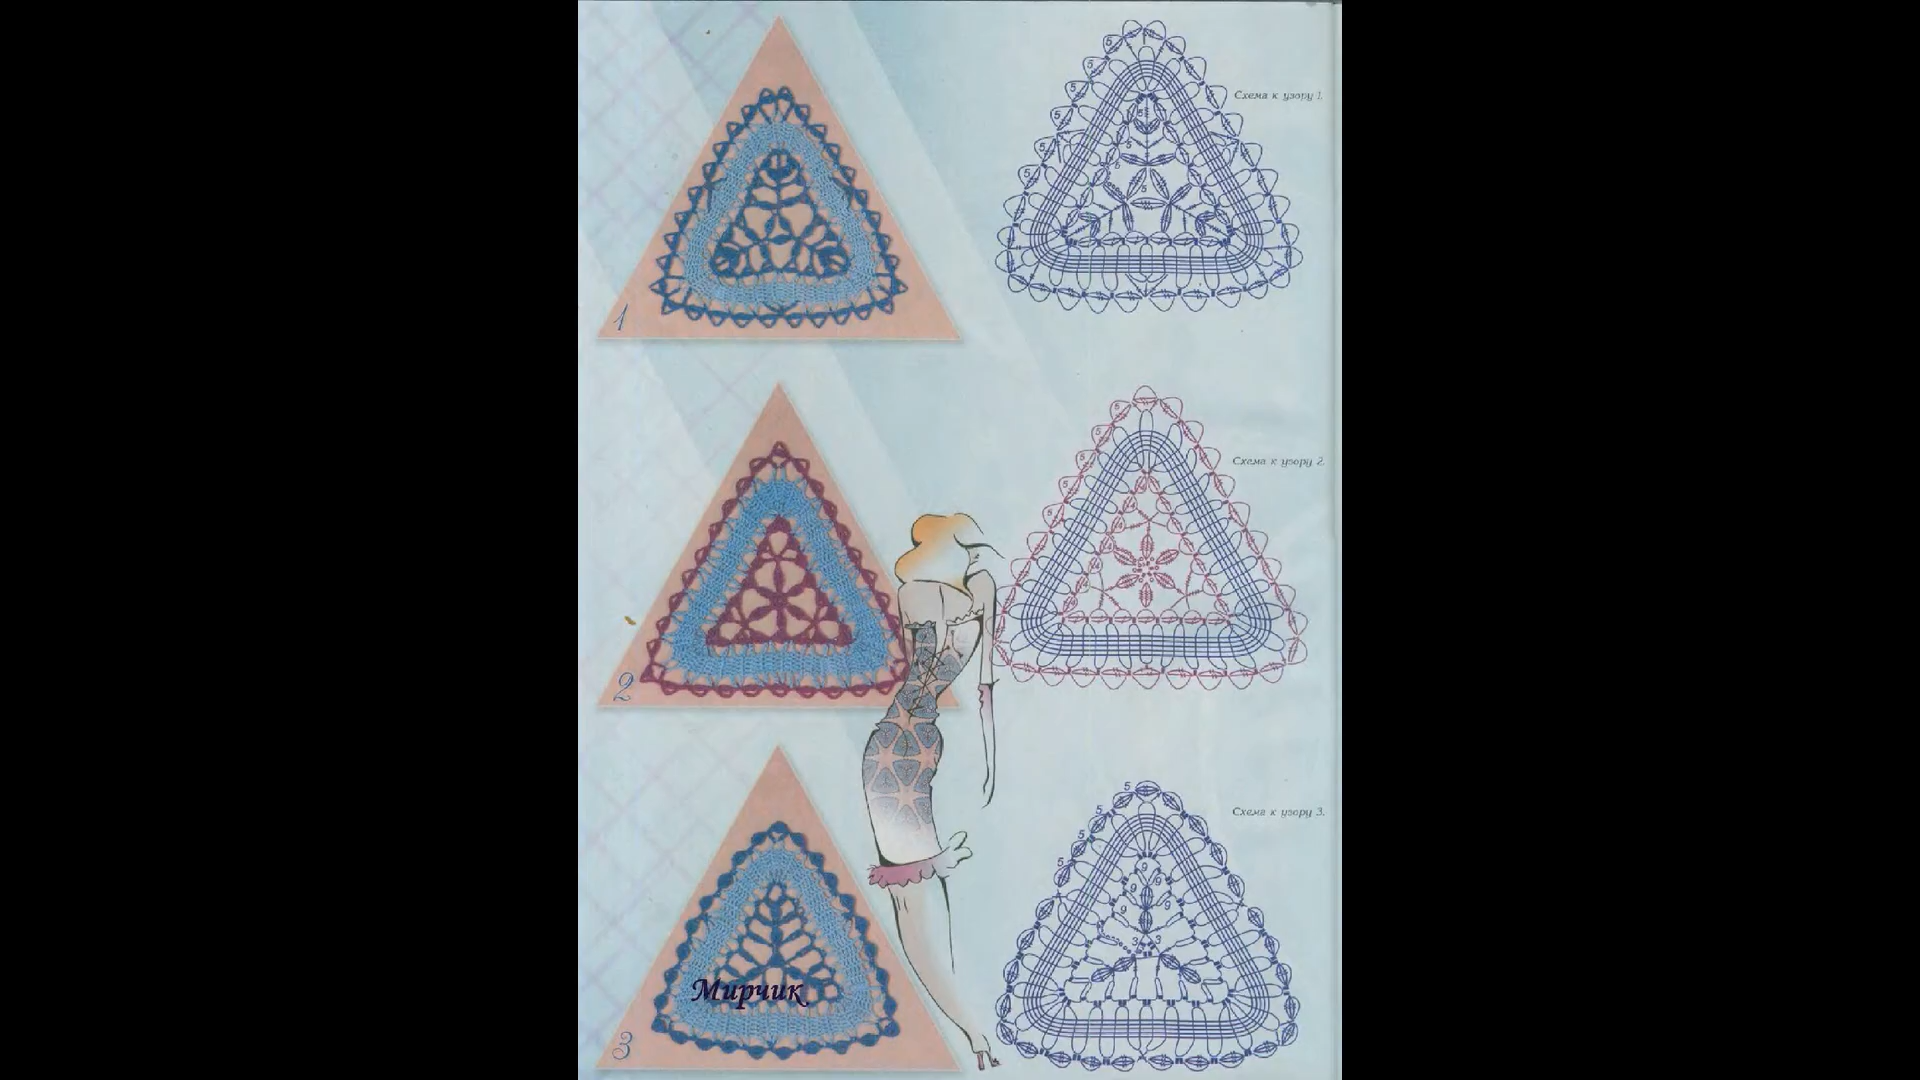 Схема к узору 1.
1
Схема к узору 2.
2
Схема к узору 3.
Мирчик
3